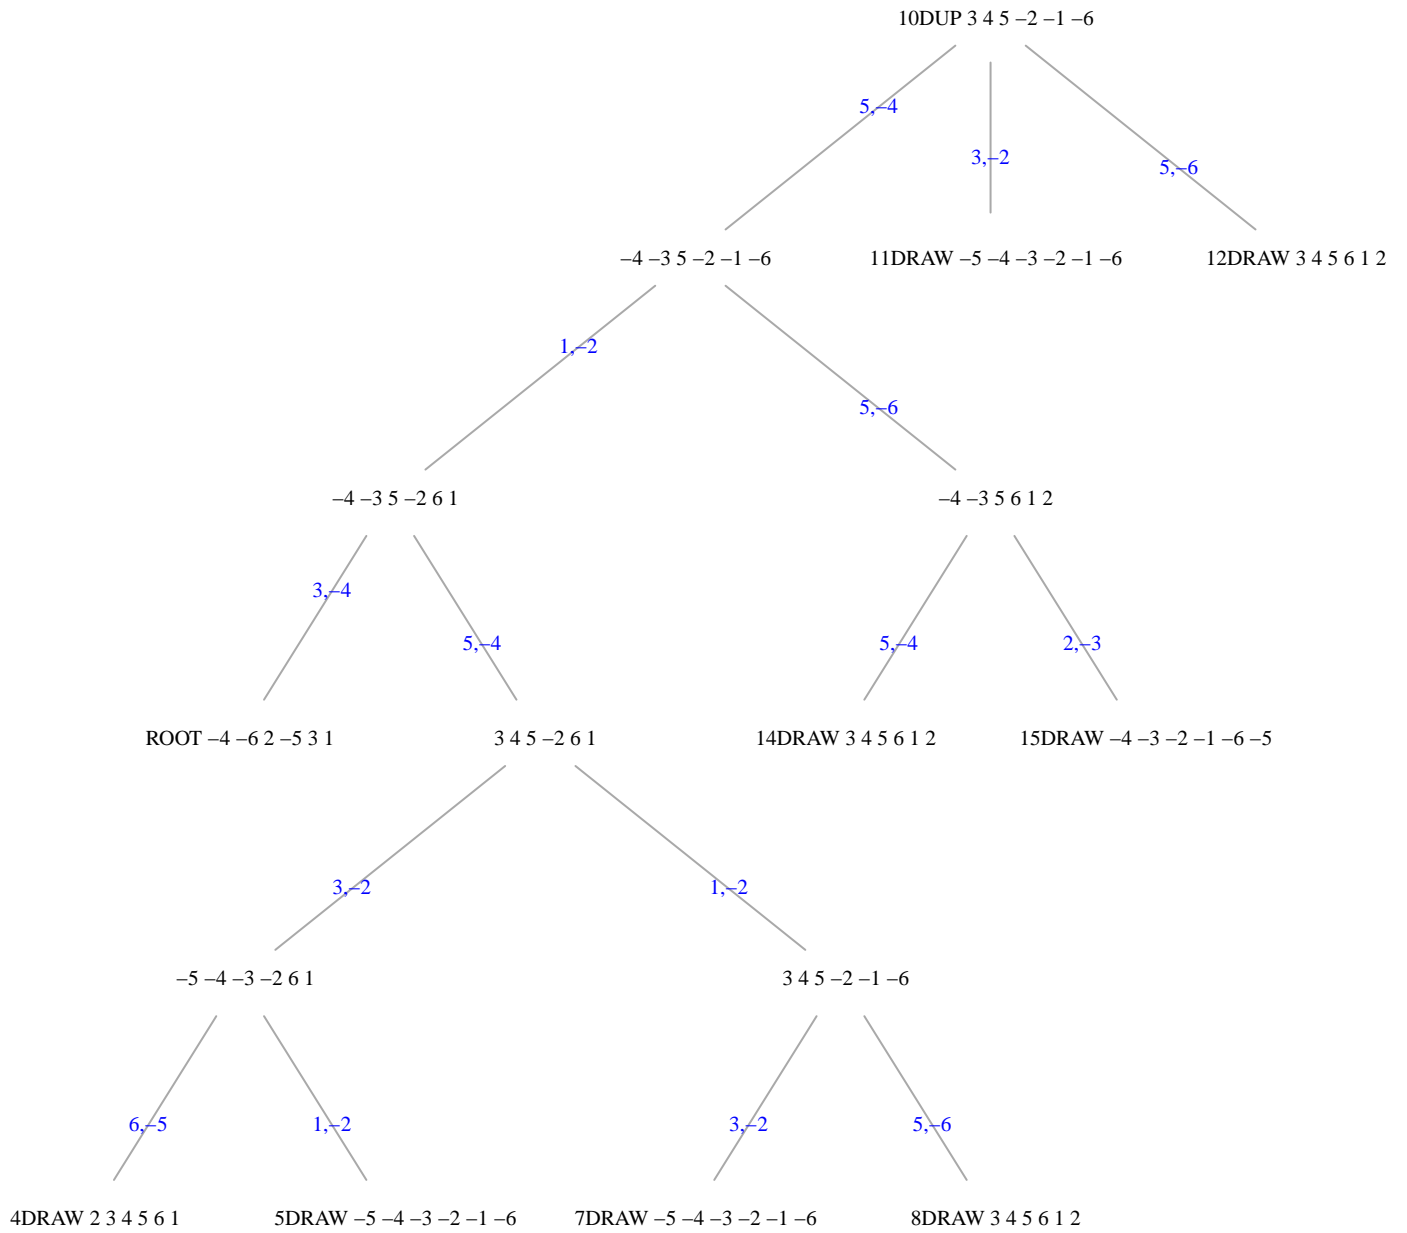 10DUP 3 4 5 –2 –1 –6
5,–4
3,–2
5,–6
–4 –3 5 –2 –1 –6
11DRAW –5 –4 –3 –2 –1 –6
12DRAW 3 4 5 6 1 2
1,–2
5,–6
–4 –3 5 –2 6 1
–4 –3 5 6 1 2
3,–4
5,–4
5,–4
2,–3
ROOT –4 –6 2 –5 3 1
3 4 5 –2 6 1
14DRAW 3 4 5 6 1 2
15DRAW –4 –3 –2 –1 –6 –5
3,–2
1,–2
–5 –4 –3 –2 6 1
3 4 5 –2 –1 –6
6,–5
1,–2
3,–2
5,–6
4DRAW 2 3 4 5 6 1
5DRAW –5 –4 –3 –2 –1 –6
7DRAW –5 –4 –3 –2 –1 –6
8DRAW 3 4 5 6 1 2